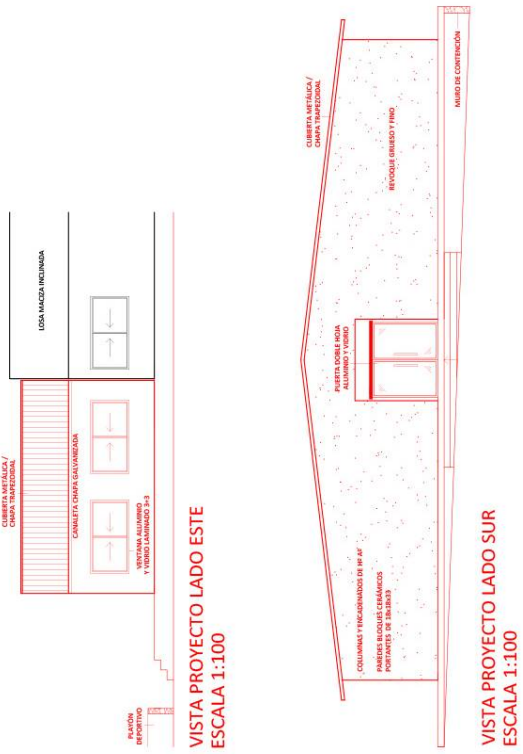 CUBIERTA METÁLICA /
CHAPA TRAPEZOIDAL
LOSA MACIZA INCLINADA
CANALETA CHAPA GALVANIZADA
VENTANA ALUMINIO
Y VIDRIO LAMINADO 3+3
PLAYÓN
DEPORTIVO
VISTA PROYECTO LADO ESTE
ESCALA 1:100
CUBIERTA METÁLICA /
CHAPA TRAPEZOIDAL
REVOQUE GRUESO Y FINO
PUERTA DOBLE HOJA
ALUMINIO Y VIDRIO
COLUMNAS Y ENCADENADOS DE Hº Aº
PAREDES BLOQUES CERÁMICOS
PORTANTES DE 18x18x33
MURO DE CONTENCIÓN
VISTA PROYECTO LADO SUR
ESCALA 1:100